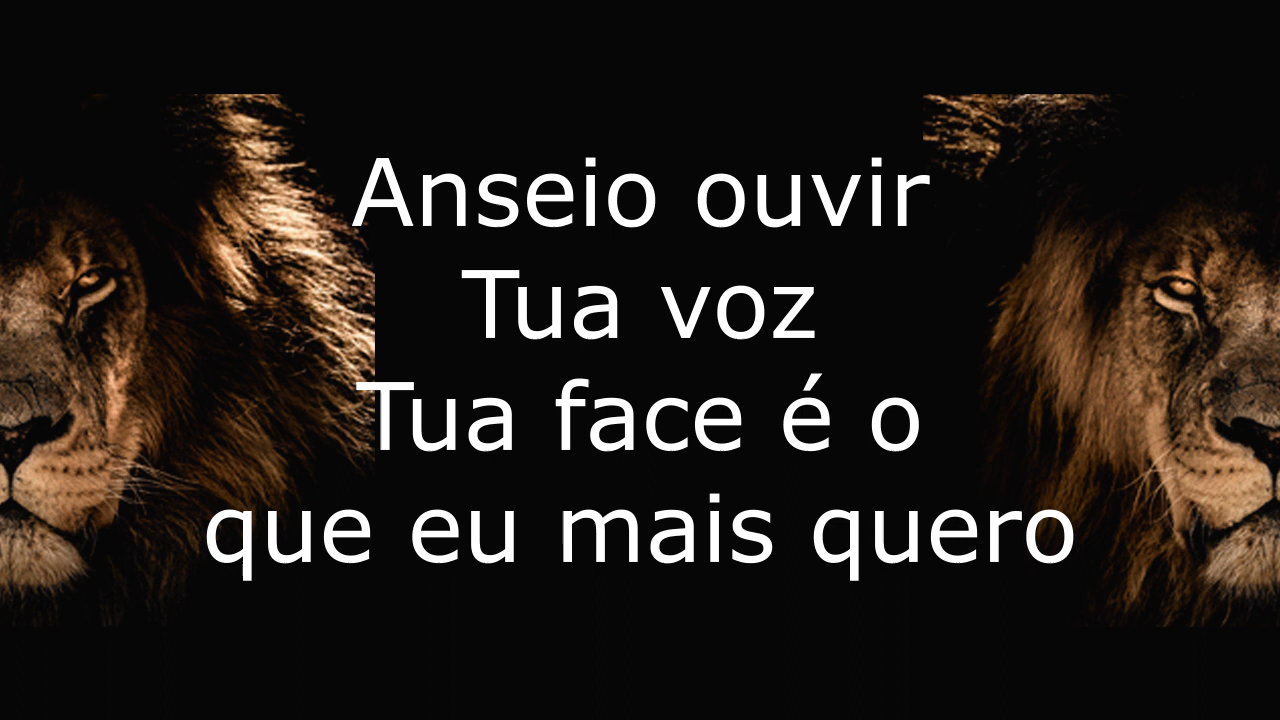 Anseio ouvir
Tua voz
Tua face é o
que eu mais quero